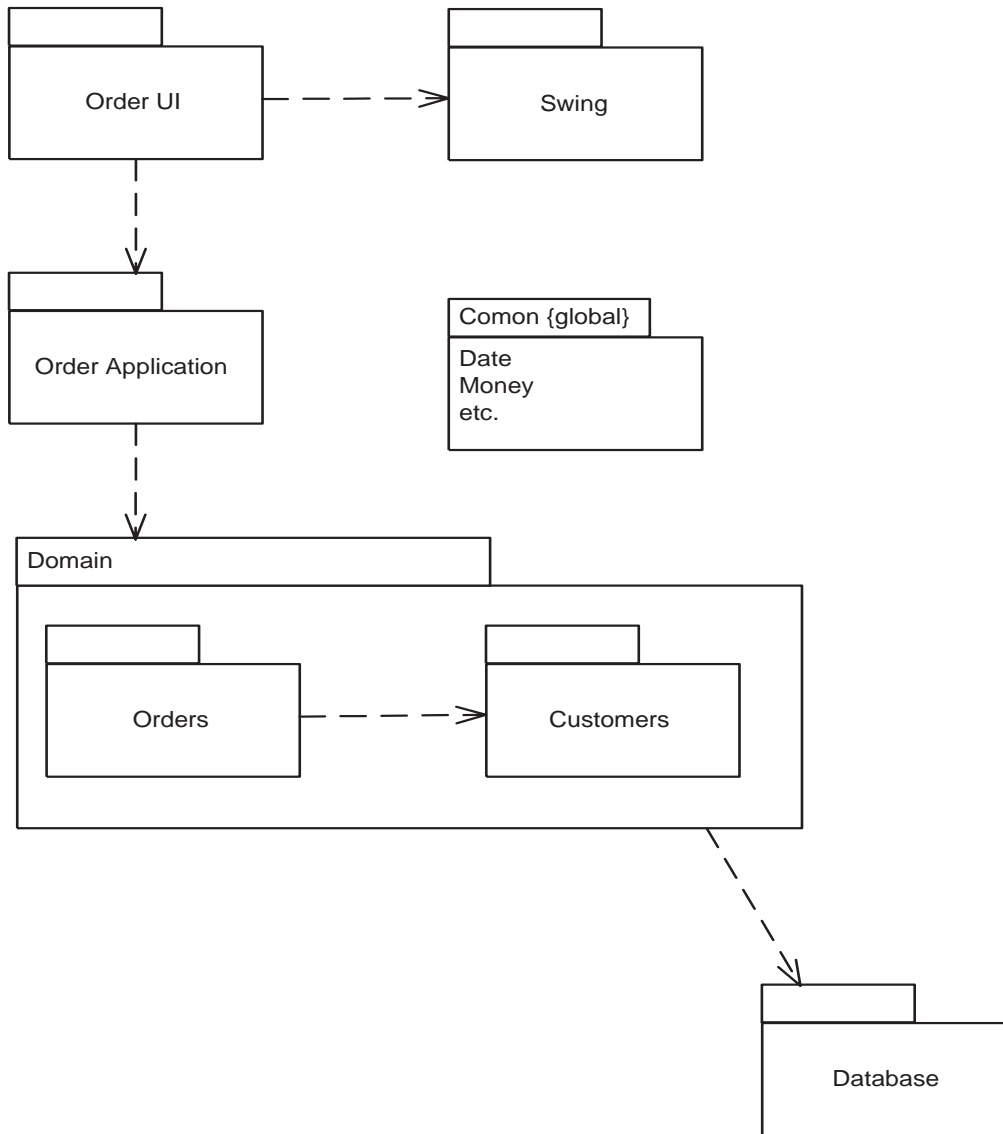 Order UI
Swing
Order Application
Comon {global}
Date
Money
etc.
Domain
Orders
Customers
Database